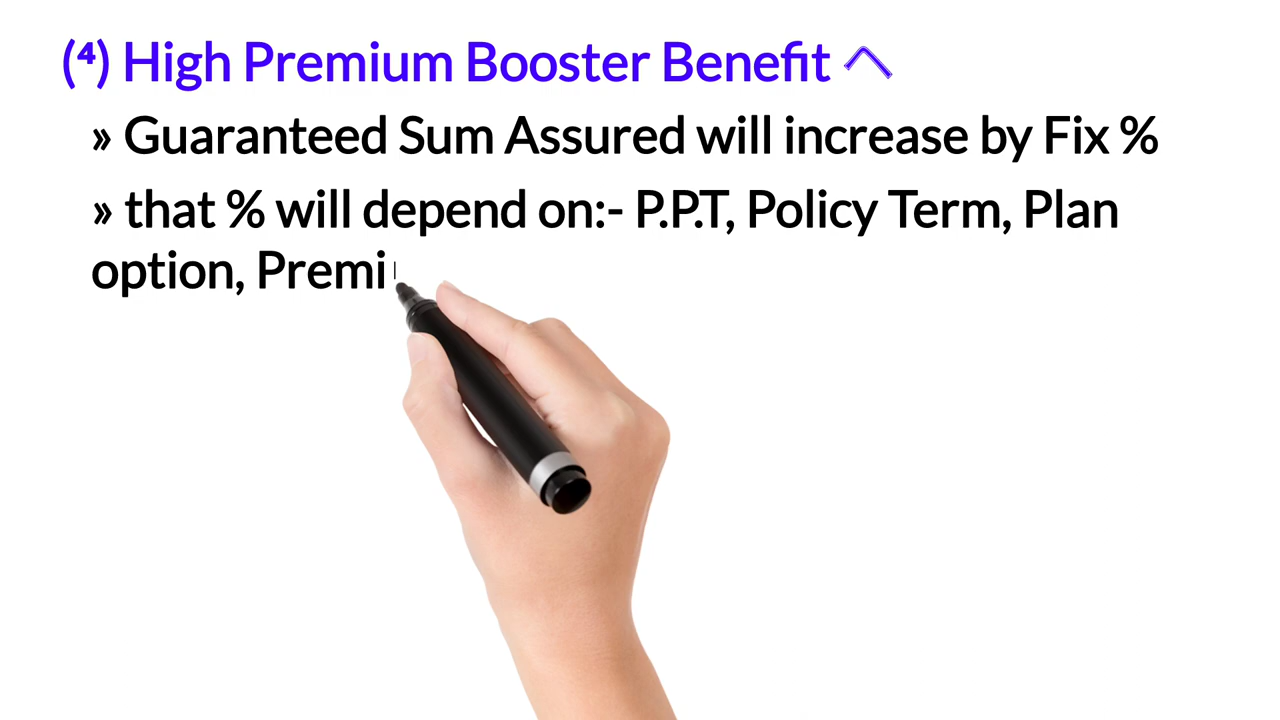 (⁴) High Premium Booster Benefit
» Guaranteed Sum Assured will increase by Fix %
» that % will depend on:- P.P.T, Policy Term, Plan
option, Premi